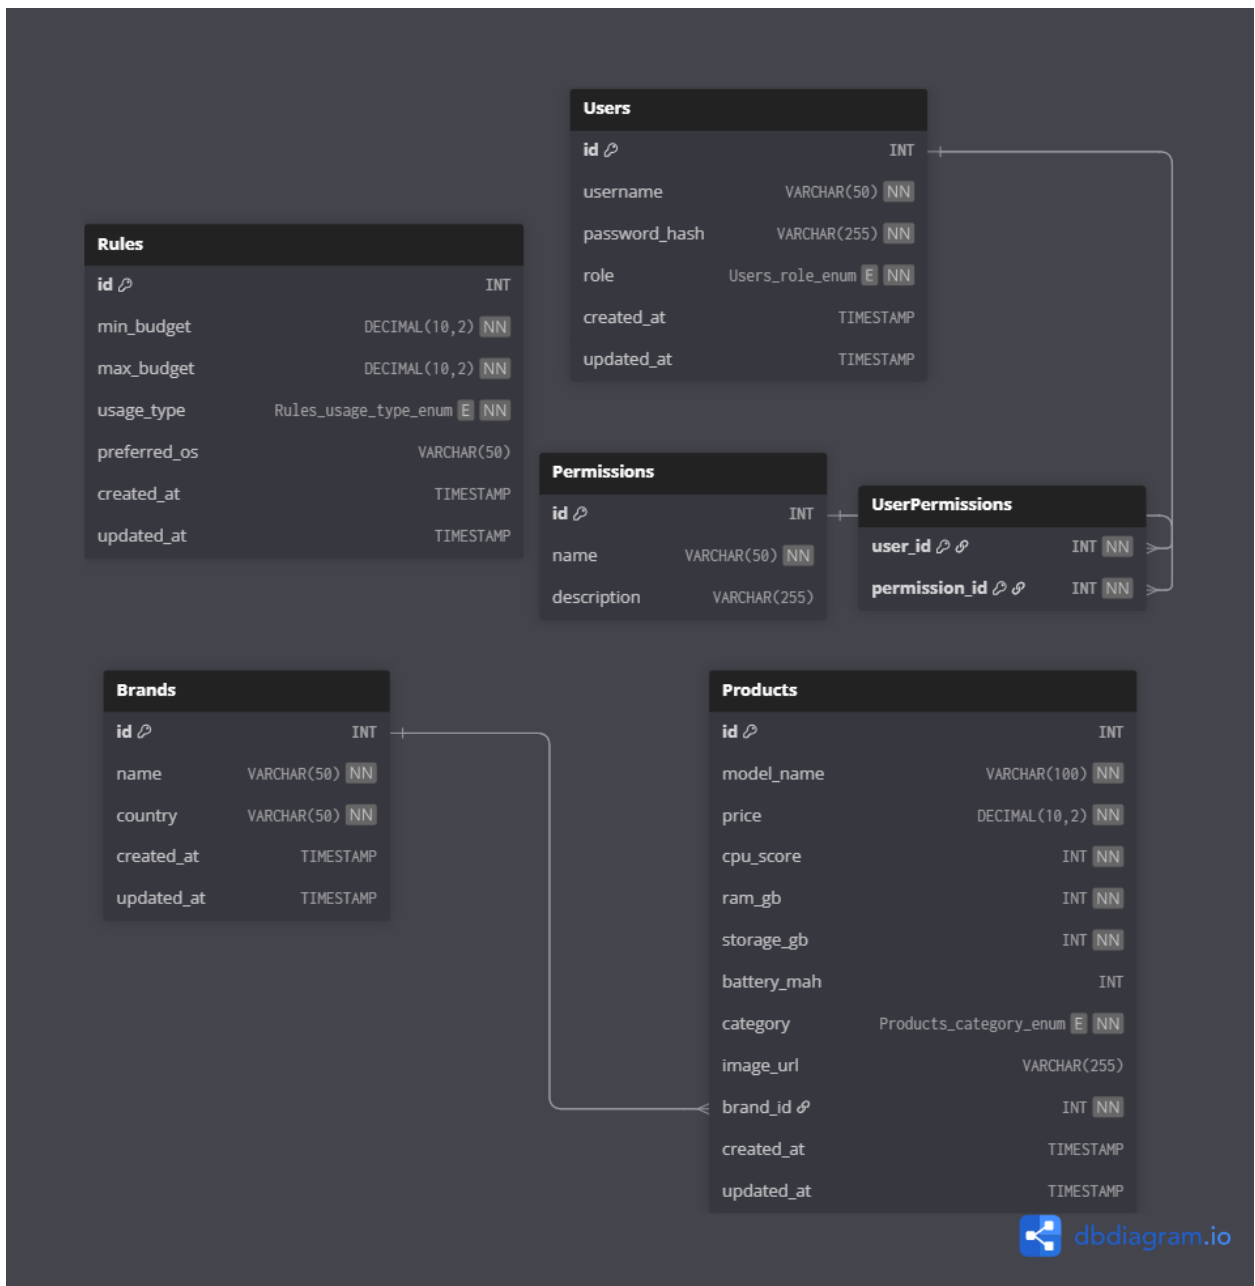 Users
id INT
username VARCHAR(50) NN
password_hash VARCHAR(255) NN
role Users_role_enum E NN
created_at TIMESTAMP
updated_at TIMESTAMP
Rules
id INT
min_budget DECIMAL(10,2) NN
max_budget DECIMAL(10,2) NN
usage_type Rules_usage_type_enum E NN
preferred_os VARCHAR(50)
created_at TIMESTAMP
updated_at TIMESTAMP
Permissions
id INT
name VARCHAR(50) NN
description VARCHAR(255)
UserPermissions
user_id INT NN
permission_id INT NN
Brands
id INT
name VARCHAR(50) NN
country VARCHAR(50) NN
created_at TIMESTAMP
updated_at TIMESTAMP
Products
id INT
model_name VARCHAR(100) NN
price DECIMAL(10,2) NN
cpu_score INT NN
ram_gb INT NN
storage_gb INT NN
battery_mah INT
category Products_category_enum E NN
image_url VARCHAR(255)
brand_id INT NN
created_at TIMESTAMP
updated_at TIMESTAMP
dbdiagram.io